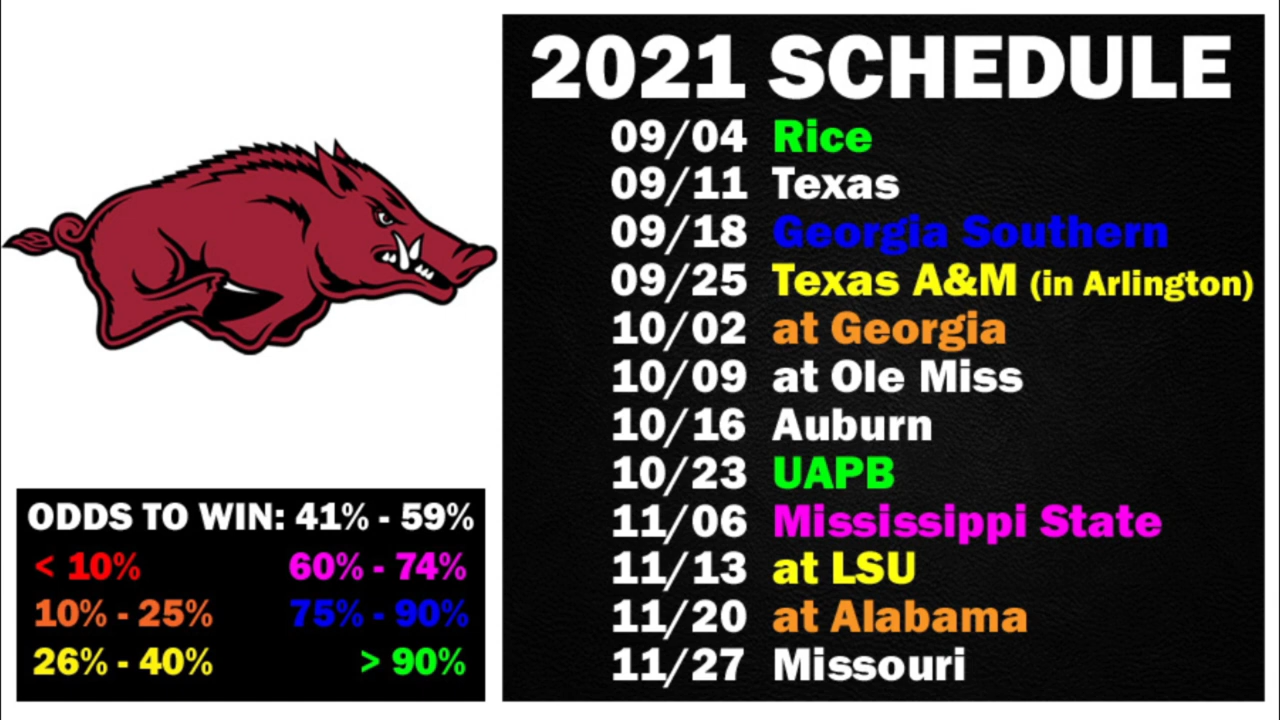 2021 SCHEDULE
09/04 Rice
09/11 Texas
09/18 Georgia Southern
09/25 Texas A&M (in Arlington)
10/02 at Georgia
10/09 at Ole Miss
10/16 Auburn
10/23 UAPB
11/06 Mississippi State
11/13 at LSU
11/20 at Alabama
11/27 Missouri
ODDS TO WIN: 41% - 59%
< 10% 60% - 74%
10% - 25% 75% - 90%
26% - 40% > 90%